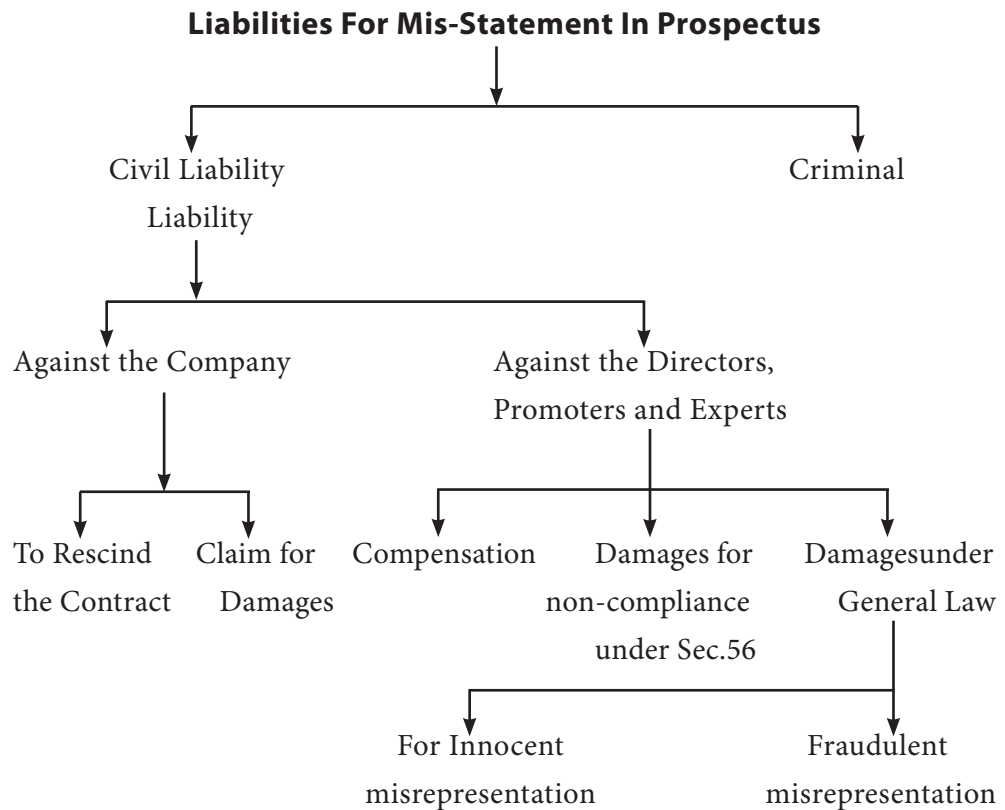 Liabilities For Mis-Statement In Prospectus
Civil Liability
Liability
Criminal
Against the Company
Against the Directors,
Promoters and Experts
To Rescind
the Contract
Claim for
Damages
Compensation
Damages for
non-compliance
under Sec.56
Damagesunder
General Law
For Innocent
misrepresentation
Fraudulent
misrepresentation